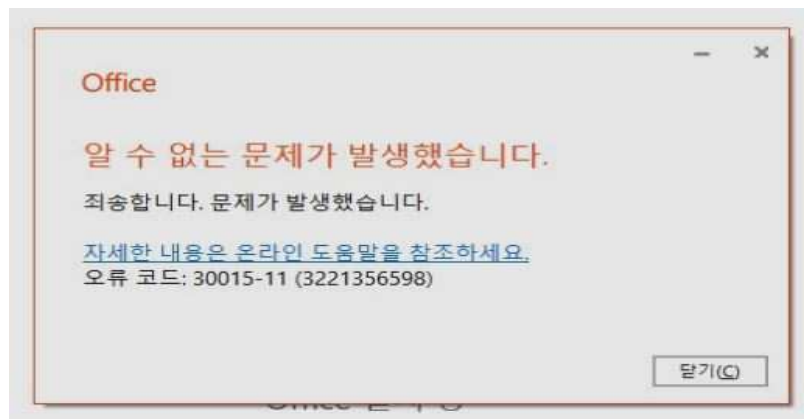 Office
알 수 없는 문제가 발생했습니다.
죄송합니다. 문제가 발생했습니다.
자세한 내용은 온라인 도움말을 참조하세요.
오류 코드: 30015-11 (3221356598)
닫기(C)
Office